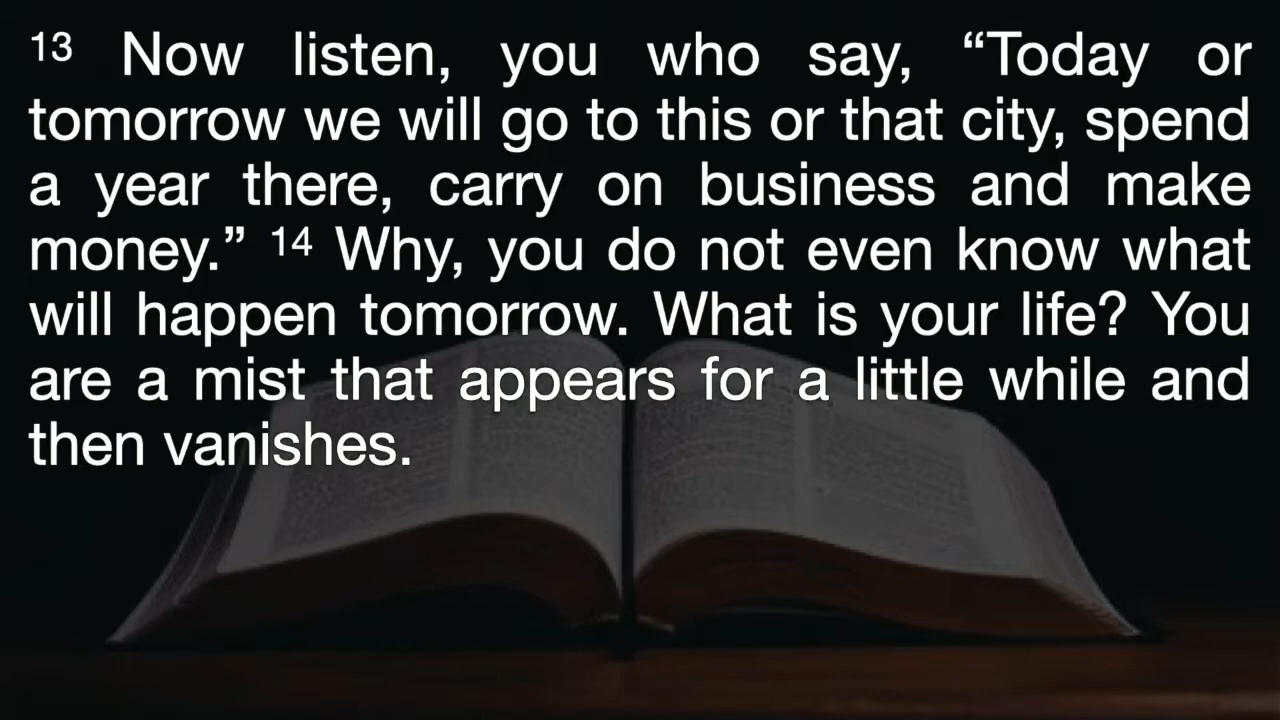 13 Now listen, you who say, “Today or
tomorrow we will go to this or that city, spend
a year there, carry on business and make
money.” 14 Why, you do not even know what
will happen tomorrow. What is your life? You
are a mist that appears for a little while and
then vanishes.